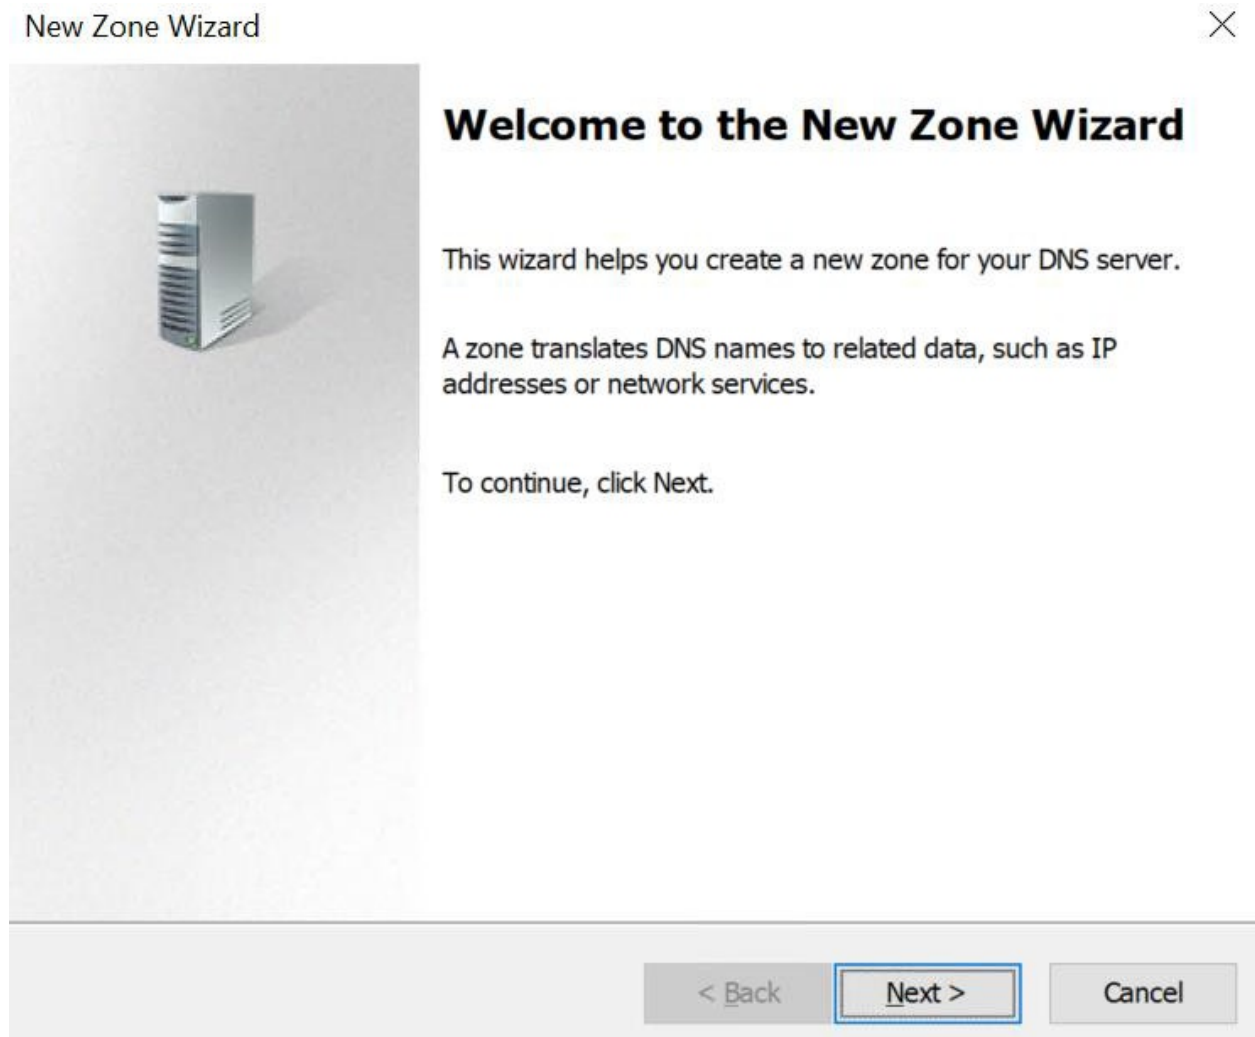 New Zone Wizard
Welcome to the New Zone Wizard
This wizard helps you create a new zone for your DNS server.
A zone translates DNS names to related data, such as IP
addresses or network services.
To continue, click Next.
< Back
Next >
Cancel